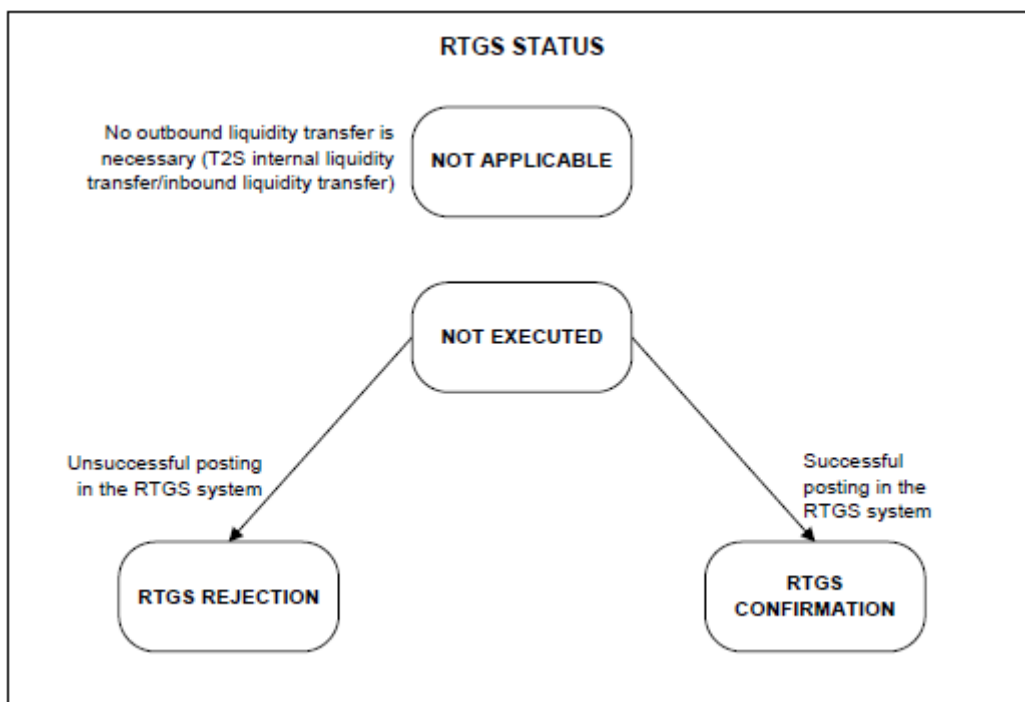 RTGS STATUS
No outbound liquidity transfer is
necessary (T2S internal liquidity
transfer/inbound liquidity transfer)
NOT APPLICABLE
NOT EXECUTED
Unsuccessful posting
in the RTGS system
Successful
posting in the
RTGS system
RTGS REJECTION
RTGS
CONFIRMATION